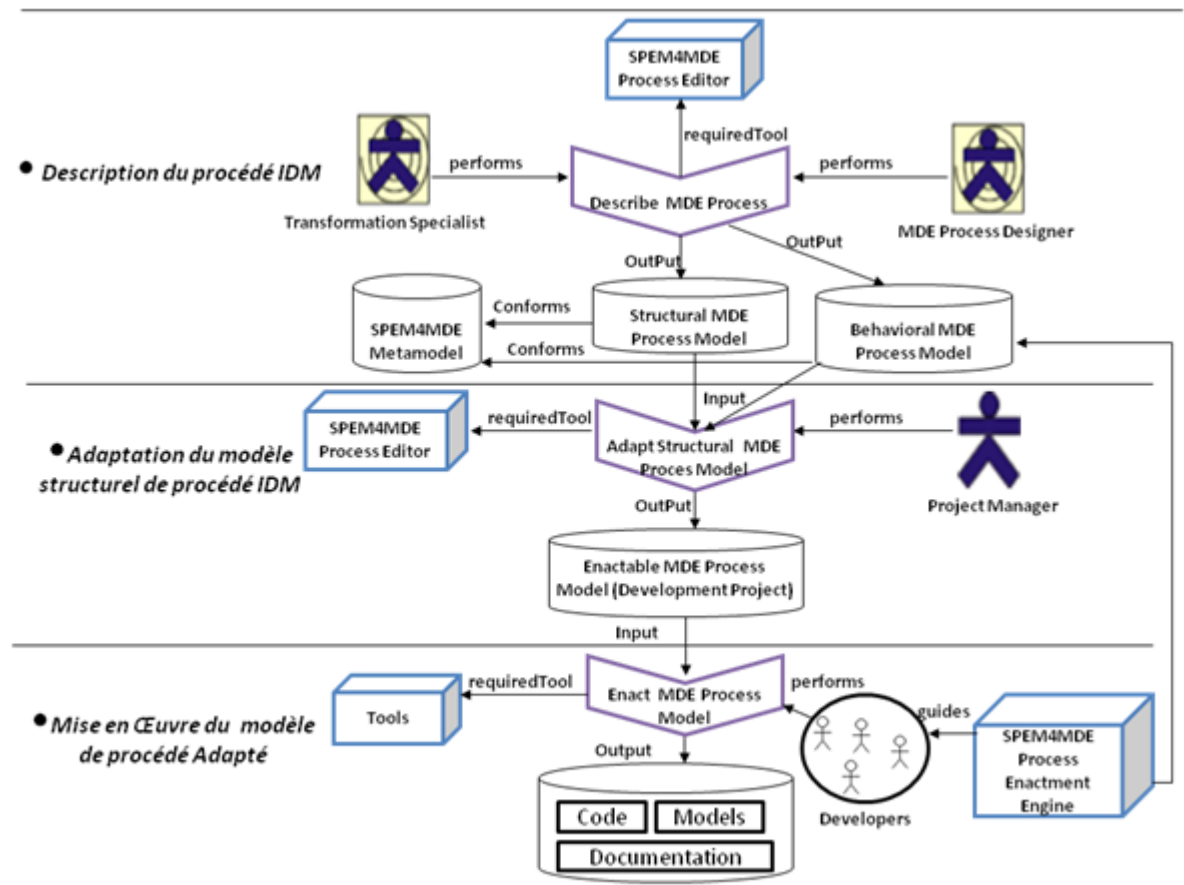 SPEM4MDE
Process Editor
requiredTool
performs
performs
• Description du procédé IDM
Describe MDE Process
Transformation Specialist
MDE Process Designer
OutPut
OutPut
Conforms
SPEM4MDE
Metamodel
Structural MDE
Process Model
Behavioral MDE
Process Model
Conforms
Input
SPEM4MDE
Process Editor
requiredTool
performs
• Adaptation du modèle
structurel de procédé IDM
Adapt Structural MDE
Proces Model
Project Manager
OutPut
Enactable MDE Process
Model (Development Project)
Input
requiredTool
performs
Tools
Enact MDE Process
Model
guides
• Mise en Œuvre du modèle
de procédé Adapté
SPEM4MDE
Process
Enactment
Engine
Output
Developers
Code
Models
Documentation